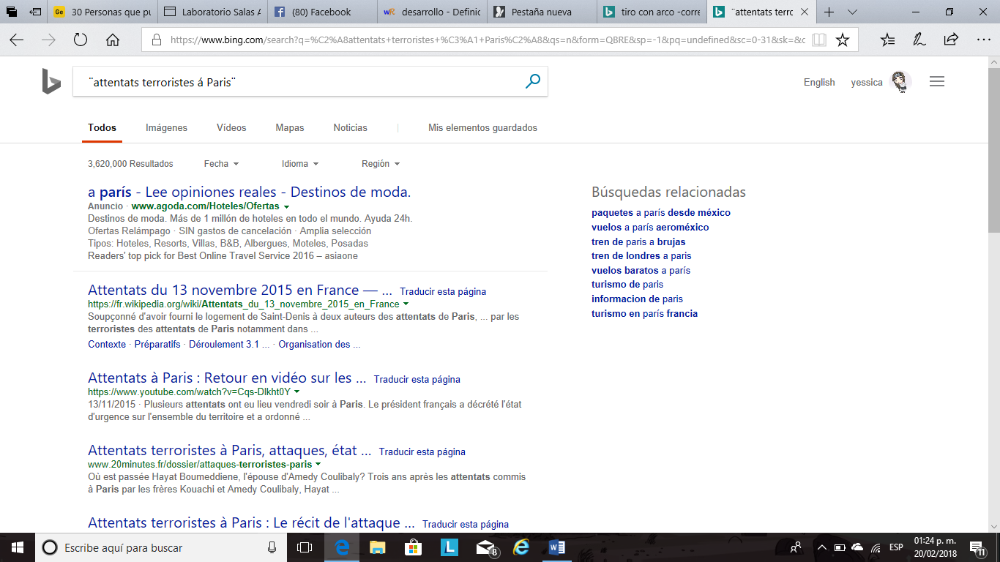 30 Personas que pu
Laboratorio Salas A
(80) Facebook
desarrollo - Definic
Pestaña nueva
tiro con arco -corre
¨attentats terro
https://www.bing.com/search?q=%C2%A8attentats+terroristes+%C3%A1+Paris%C2%A8&qs=n&form=QBRE&sp=-1&pq=undefined&sc=0-31&sk=&c
¨attentats terroristes á Paris¨
English yessica
Todos Imágenes Vídeos Mapas Noticias | Mis elementos guardados
3,620,000 Resultados Fecha Idioma Región
a parís - Lee opiniones reales - Destinos de moda.
Anuncio · www.agoda.com/Hoteles/Ofertas
Destinos de moda. Más de 1 millón de hoteles en todo el mundo. Ayuda 24h.
Ofertas Relámpago · SIN gastos de cancelación · Amplia selección
Tipos: Hoteles, Resorts, Villas, B&B, Albergues, Moteles, Posadas
Readers' top pick for Best Online Travel Service 2016 – asiaone
Attentats du 13 novembre 2015 en France — ... Traducir esta página
https://fr.wikipedia.org/wiki/Attentats_du_13_novembre_2015_en_France
Soupçonné d'avoir fourni le logement de Saint-Denis à deux auteurs des attentats de Paris, ... par les
terroristes des attentats de Paris notamment dans ...
Contexte · Préparatifs · Déroulement 3.1 ... · Organisation des ...
Attentats à Paris : Retour en vidéo sur les ... Traducir esta página
https://www.youtube.com/watch?v=Cqs-Dlkht0Y
13/11/2015 · Plusieurs attentats ont eu lieu vendredi soir à Paris. Le président français a décrété l'état
d'urgence sur l'ensemble du territoire et a ordonné ...
Attentats terroristes à Paris, attaques, état ... Traducir esta página
www.20minutes.fr/dossier/attaques-terroristes-paris
Où est passée Hayat Boumeddiene, l'épouse d'Amedy Coulibaly? Trois ans après les attentats commis
à Paris par les frères Kouachi et Amedy Coulibaly, Hayat ...
Attentats terroristes à Paris : Le récit de l'attaque ... Traducir esta página
Búsquedas relacionadas
paquetes a parís desde méxico
vuelos a parís aeroméxico
tren de paris a brujas
tren de londres a paris
vuelos baratos a parís
turismo de paris
informacion de paris
turismo en parís francia
Escribe aquí para buscar
8
ESP
01:24 p. m.
20/02/2018
11